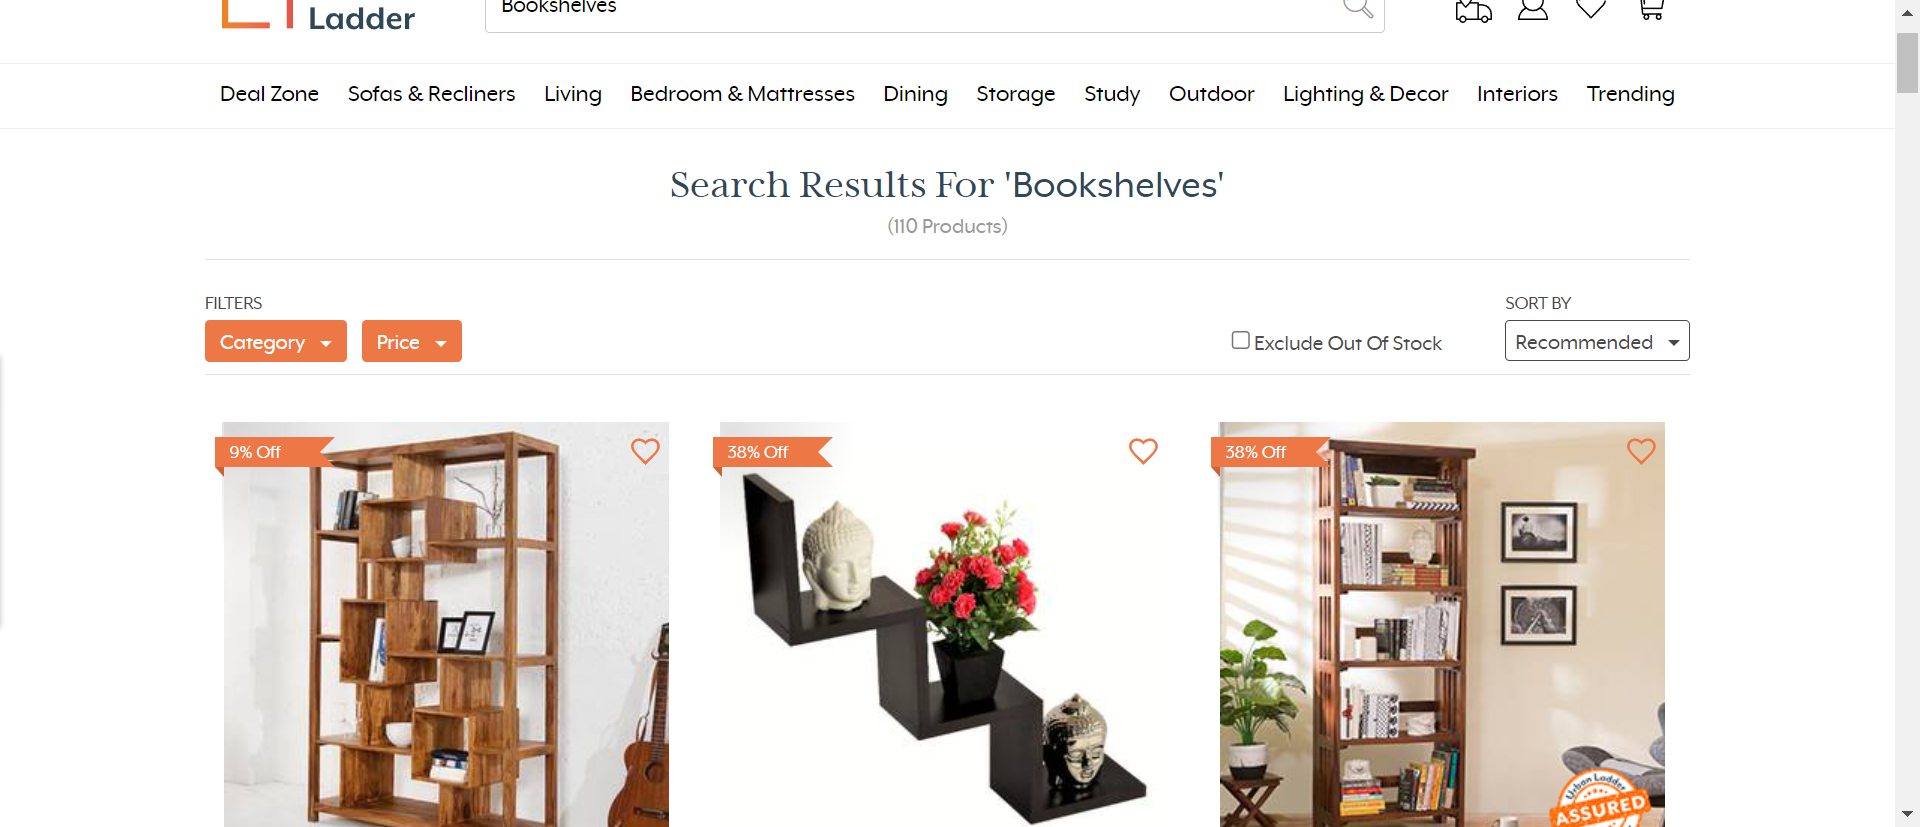 Ladder
Bookshelves
Deal Zone Sofas & Recliners Living Bedroom & Mattresses Dining Storage Study Outdoor Lighting & Decor Interiors Trending
Search Results For 'Bookshelves'
(110 Products)
FILTERS
SORT BY
Category Price Exclude Out Of Stock Recommended
9% Off 38% Off 38% Off
Urban Ladder
ASSURED